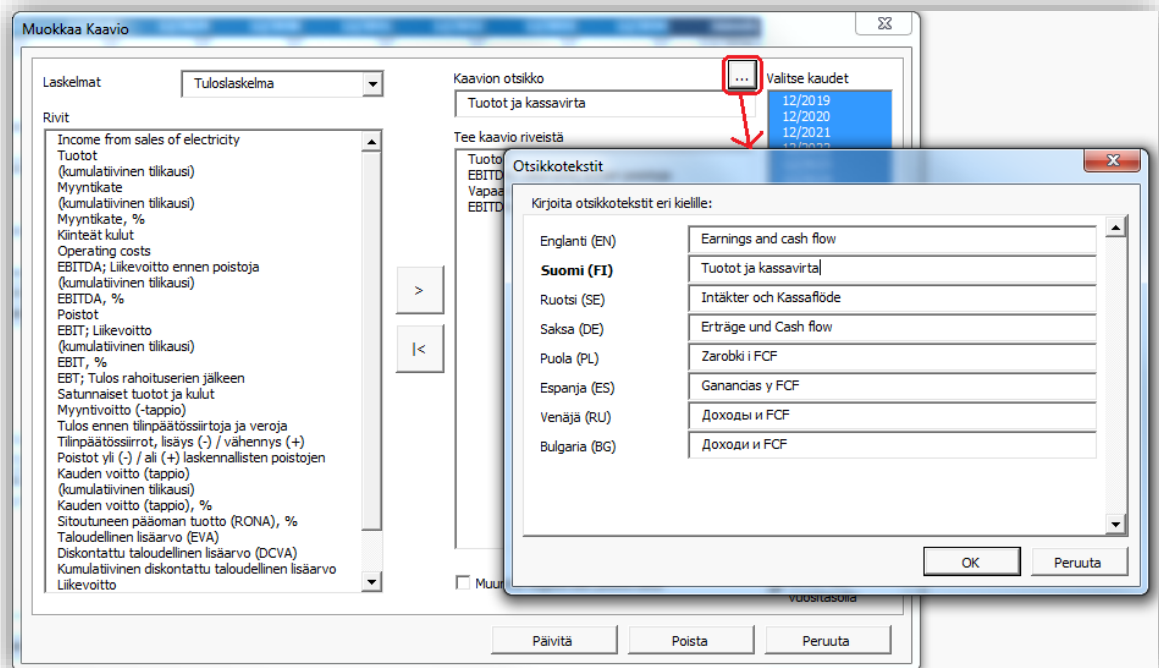 Muokkaa Kaavio
Laskelmat
Tuloslaskelma
Rivit
Income from sales of electricity
Tuotot
(kumulatiivinen tilikausi)
Myyntikate
(kumulatiivinen tilikausi)
Myyntikate, %
Kiinteät kulut
Operating costs
EBITDA; Liikevoitto ennen poistoja
(kumulatiivinen tilikausi)
EBITDA, %
Poistot
EBIT; Liikevoitto
(kumulatiivinen tilikausi)
EBIT, %
EBT; Tulos rahoituserien jälkeen
Satunnaiset tuotot ja kulut
Myyntivoitto (-tappio)
Tulos ennen tilinpäätössiirtoja ja veroja
Tilinpäätössiirrot, lisäys (-) / vähennys (+)
Poistot yli (-) / ali (+) laskennallisten poistojen
Kauden voitto (tappio)
(kumulatiivinen tilikausi)
Kauden voitto (tappio), %
Sitoutuneen pääoman tuotto (RONA), %
Taloudellinen lisäarvo (EVA)
Diskontattu taloudellinen lisäarvo (DCVA)
Kumulatiivinen diskontattu taloudellinen lisäarvo
Liikevoitto
>
|<
Kaavion otsikko
...
Tuotot ja kassavirta
Tee kaavio riveistä
Valitse kaudet
12/2019
12/2020
12/2021
12/2022
Otsikkotekstit
Kirjoita otsikkotekstit eri kielille:
Englanti (EN) Earnings and cash flow
Suomi (FI) Tuotot ja kassavirta
Ruotsi (SE) Intäkter och Kassaflöde
Saksa (DE) Erträge und Cash flow
Puola (PL) Zarobki i FCF
Espanja (ES) Ganancias y FCF
Venäjä (RU) Доходы и FCF
Bulgaria (BG) Доходи и FCF
OK
Peruuta
vuositasolla
Päivitä
Poista
Peruuta